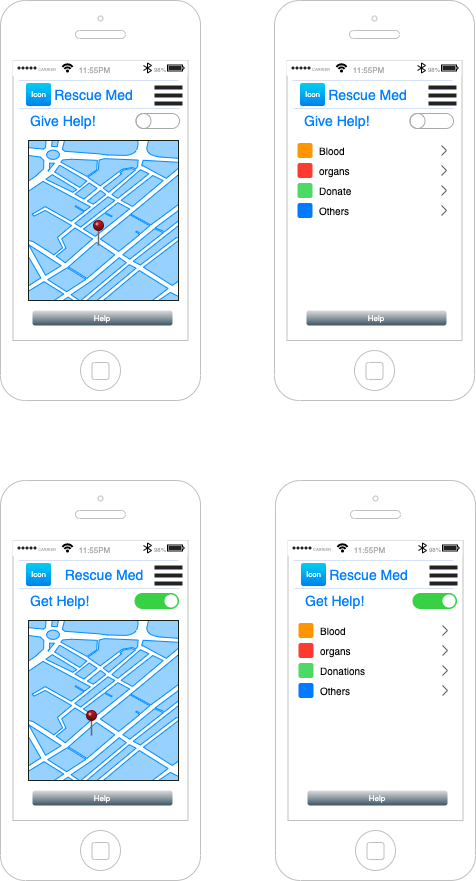 CARRIER 11:55PM 98%
Icon Rescue Med
Give Help!
Help
CARRIER 11:55PM 98%
Icon Rescue Med
Give Help!
Blood
organs
Donate
Others
Help
CARRIER 11:55PM 98%
Icon Rescue Med
Get Help!
Help
CARRIER 11:55PM 98%
Icon Rescue Med
Get Help!
Blood
organs
Donations
Others
Help